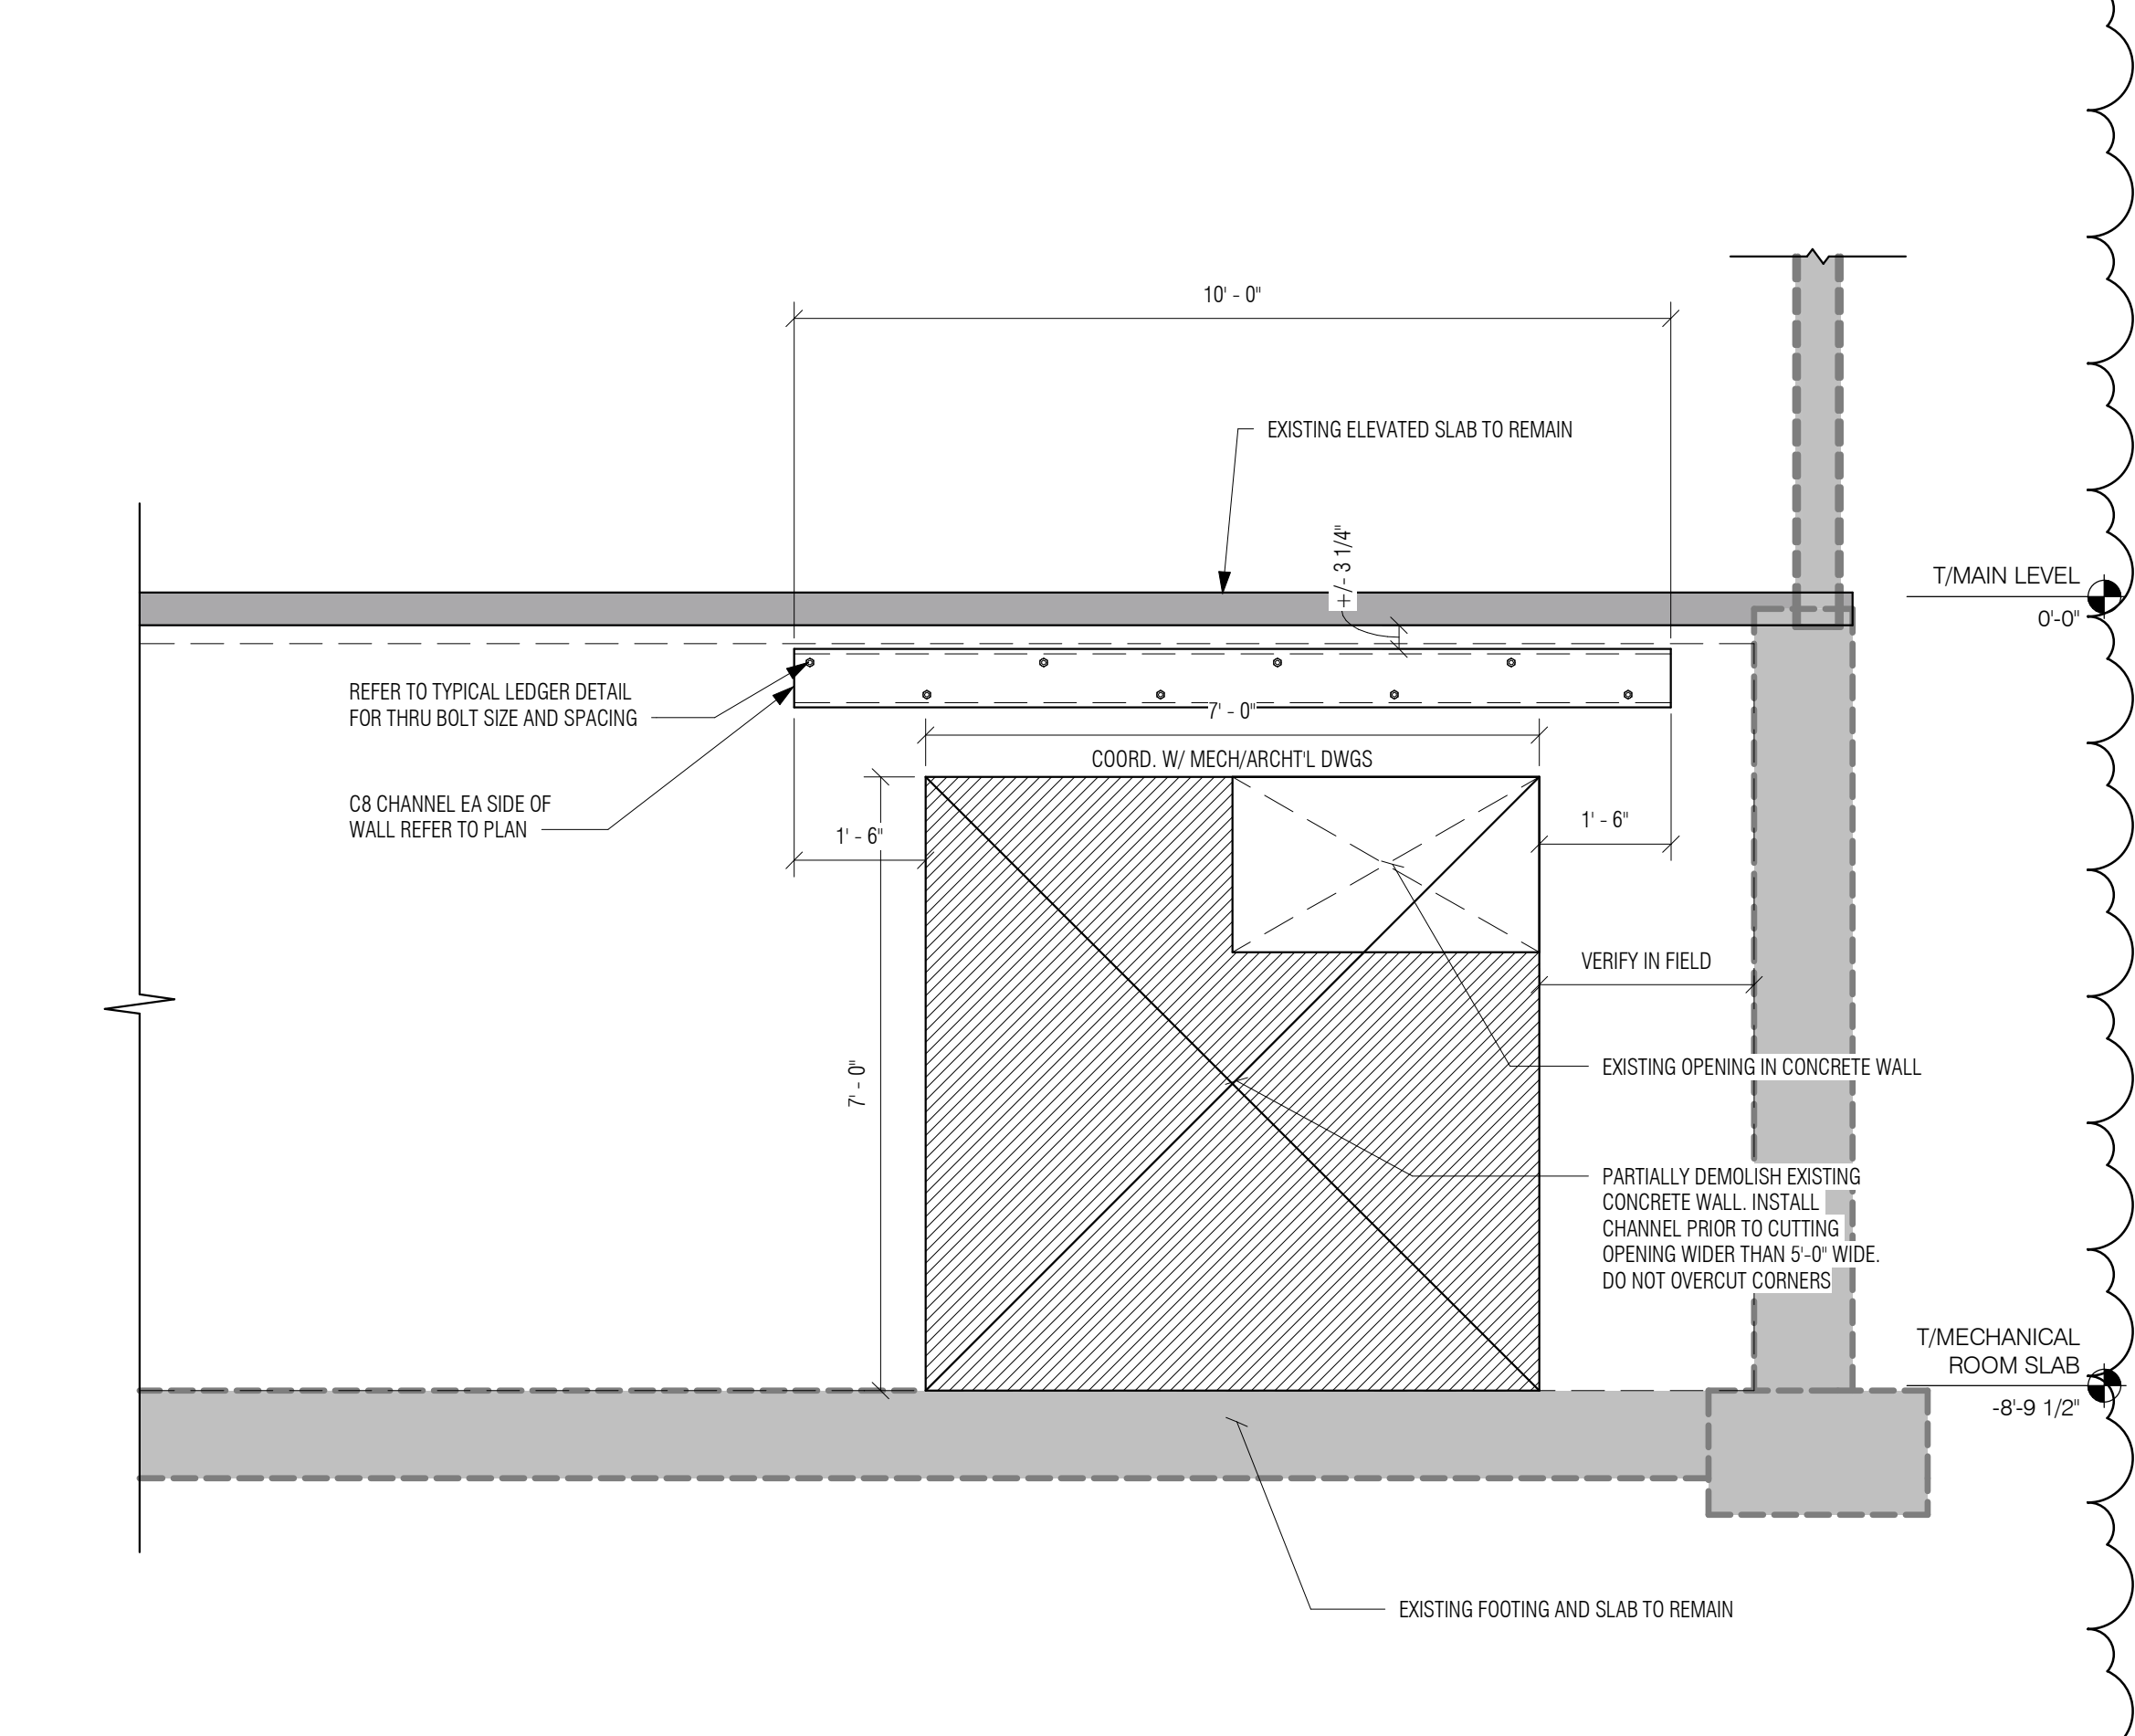 10' - 0"
EXISTING ELEVATED SLAB TO REMAIN
+/- 3 1/4"
T/MAIN LEVEL
0'-0"
REFER TO TYPICAL LEDGER DETAIL
FOR THRU BOLT SIZE AND SPACING
7' - 0"
COORD. W/ MECH/ARCHT'L DWGS
C8 CHANNEL EA SIDE OF
WALL REFER TO PLAN
1' - 6"
1' - 6"
VERIFY IN FIELD
7' - 0"
EXISTING OPENING IN CONCRETE WALL
PARTIALLY DEMOLISH EXISTING
CONCRETE WALL. INSTALL
CHANNEL PRIOR TO CUTTING
OPENING WIDER THAN 5'-0" WIDE.
DO NOT OVERCUT CORNERS
T/MECHANICAL
ROOM SLAB
-8'-9 1/2"
EXISTING FOOTING AND SLAB TO REMAIN